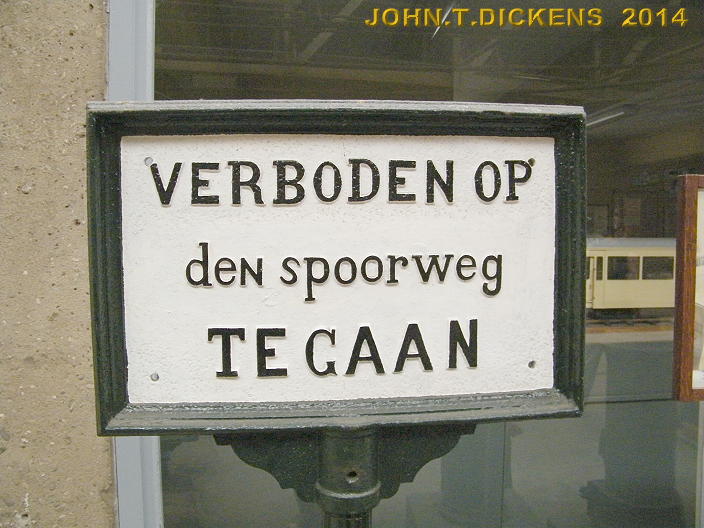 JOHN.T.DICKENS 2014
VERBODEN OP
deN spoorweg
TE GAAN